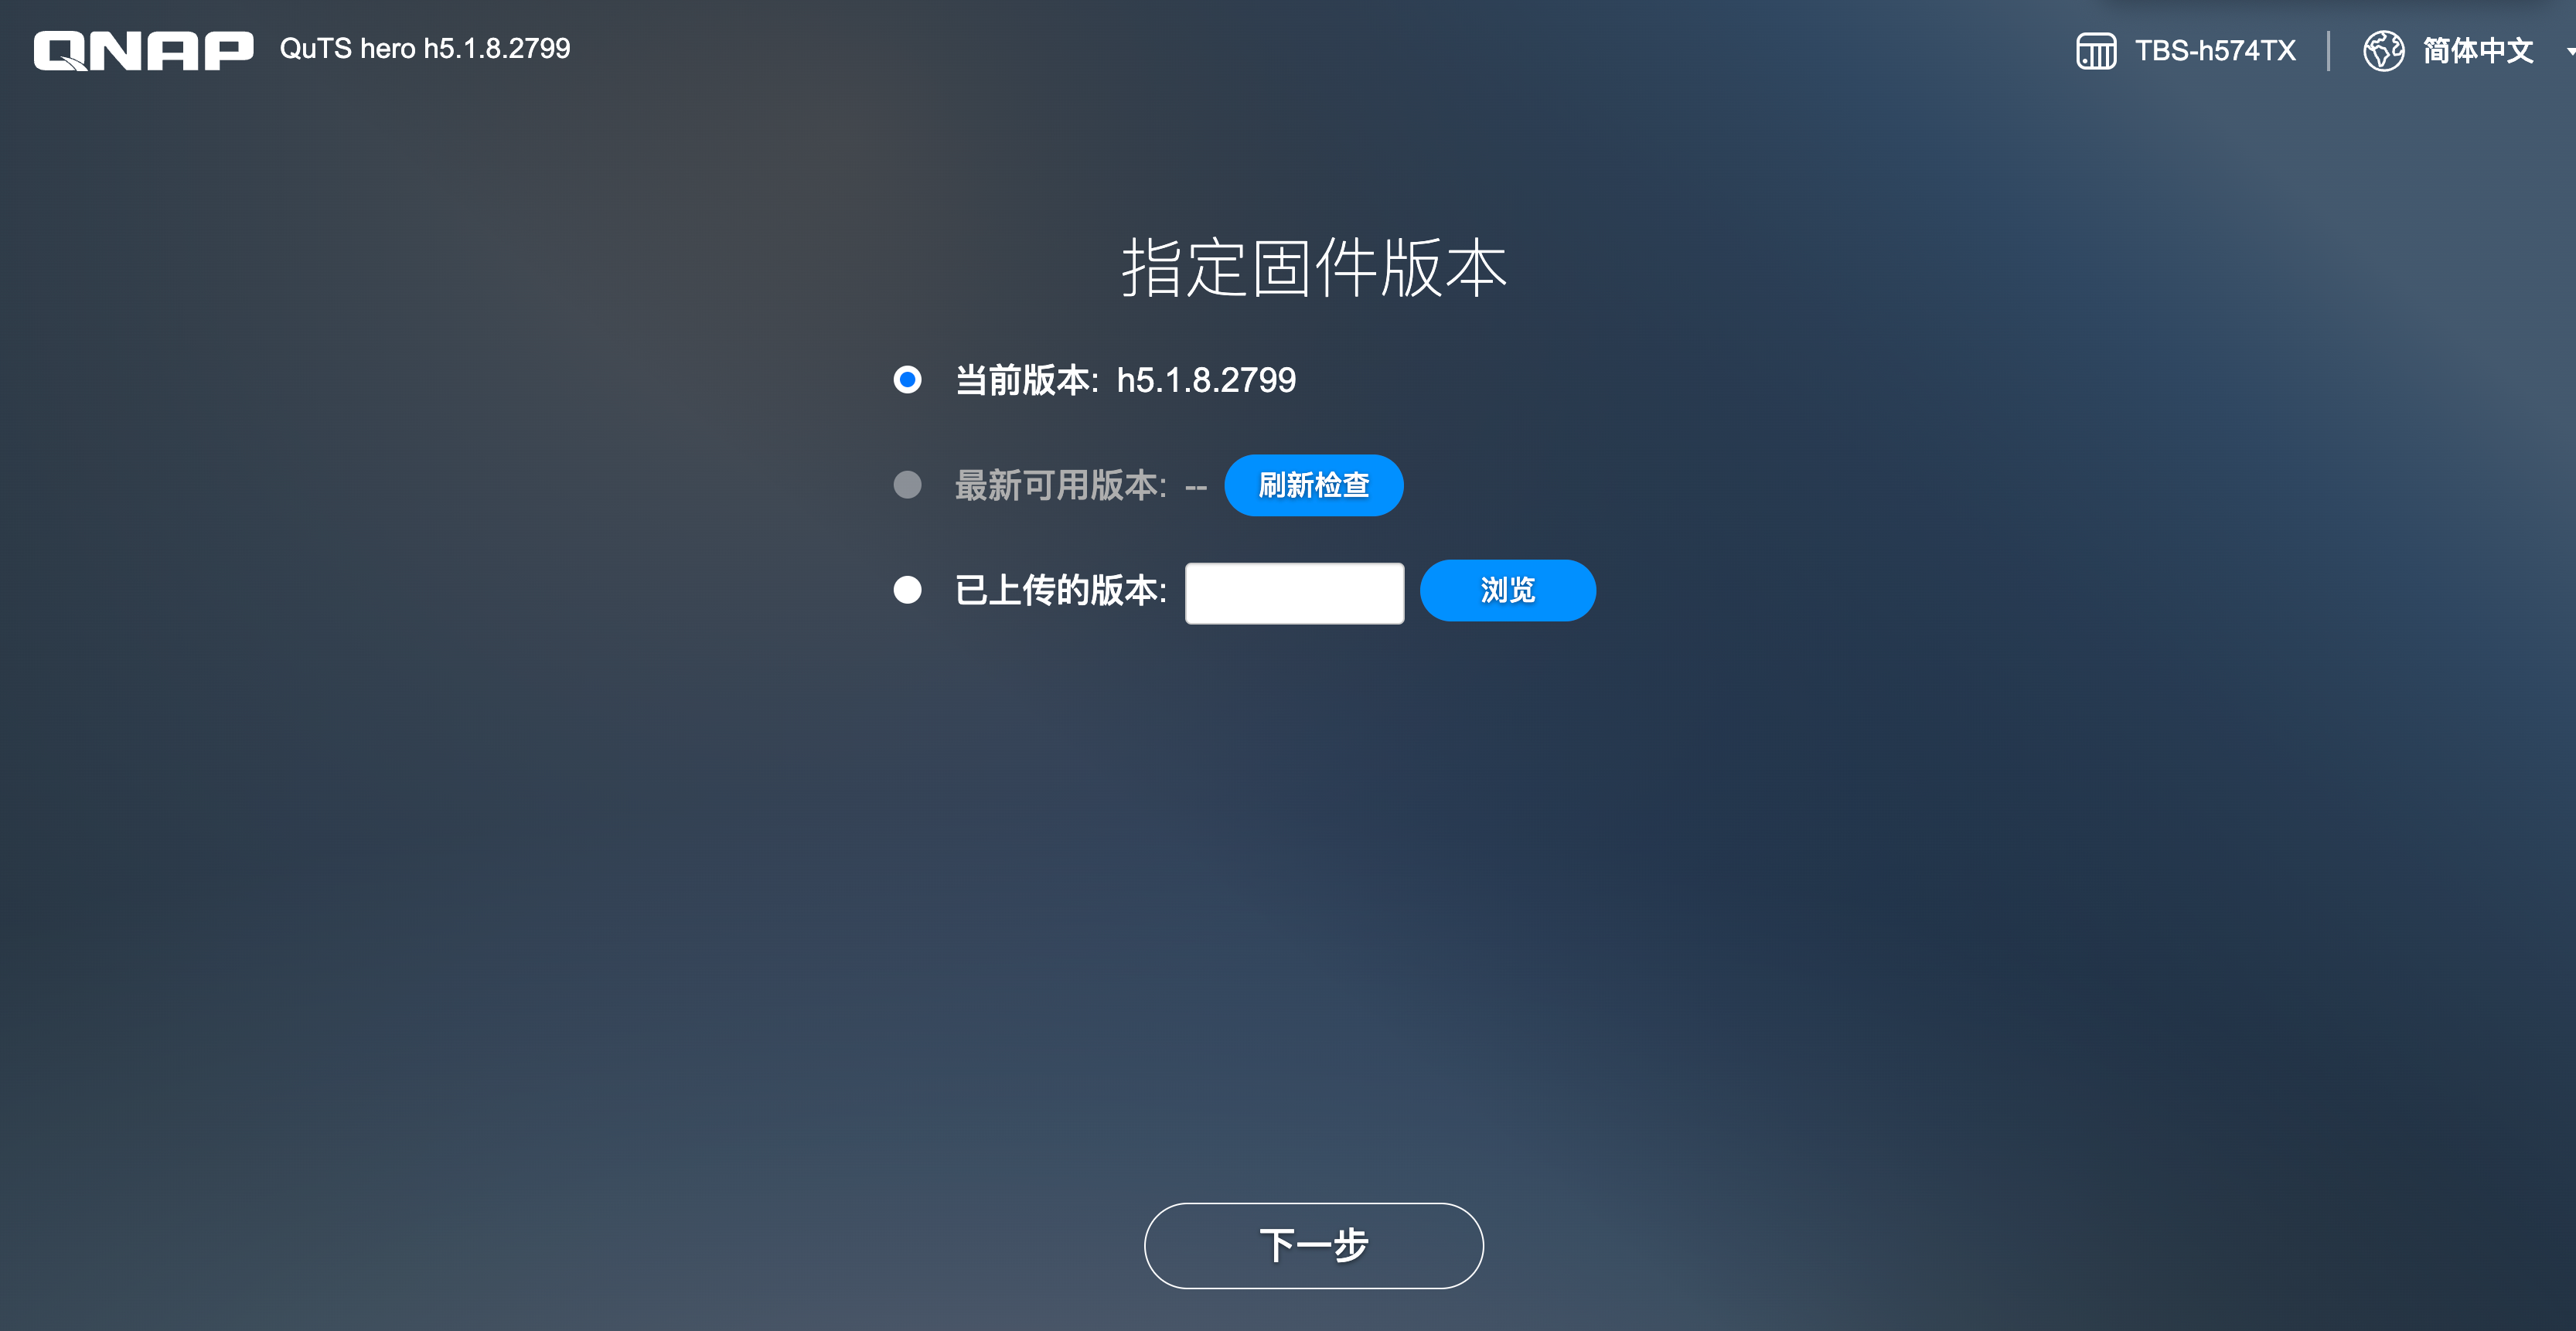 QNAP QuTS hero h5.1.8.2799 TBS-h574TX 简体中文
指定固件版本
当前版本: h5.1.8.2799
最新可用版本: -- 刷新检查
已上传的版本: 浏览
下一步